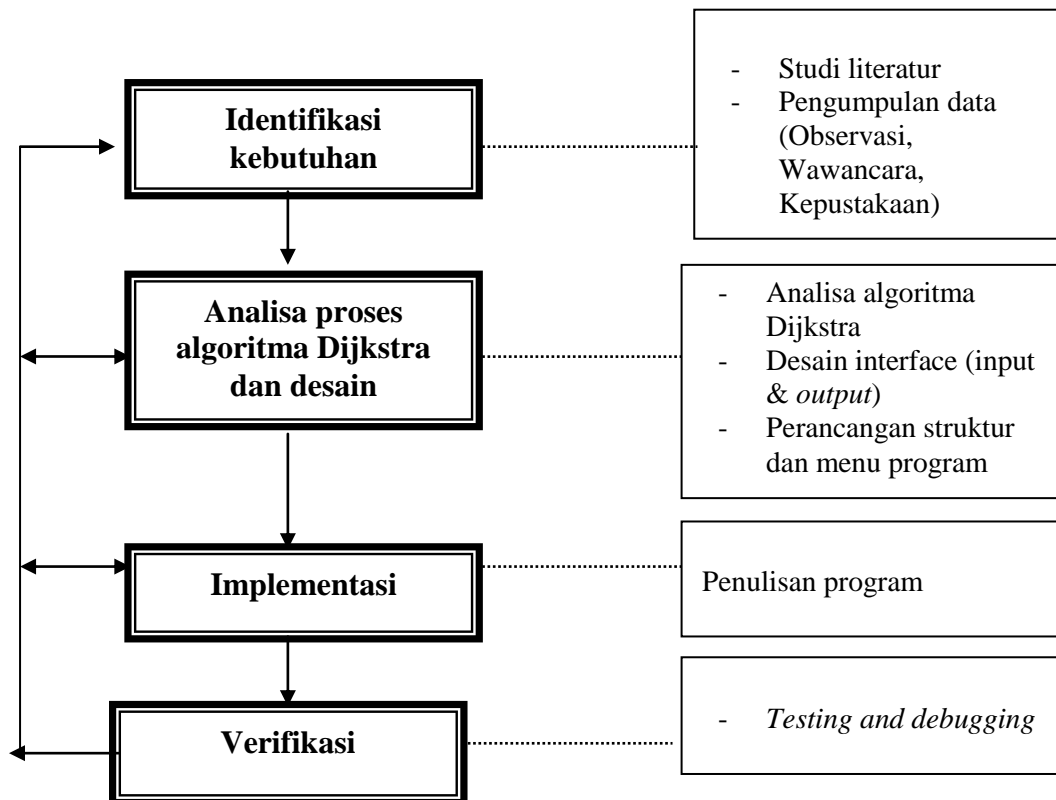 Identifikasi
kebutuhan
- Studi literatur
- Pengumpulan data
(Observasi,
Wawancara,
Kepustakaan)
Analisa proses
algoritma Dijkstra
dan desain
- Analisa algoritma
Dijkstra
- Desain interface (input
& output)
- Perancangan struktur
dan menu program
Implementasi
Penulisan program
Verifikasi
- Testing and debugging